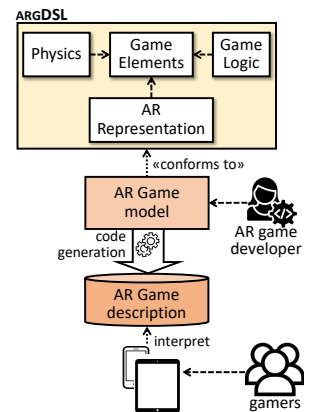 ARGDSL
Physics
Game
Elements
Game
Logic
AR
Representation
«conforms to»
AR Game
model
AR game
developer
code
generation
AR Game
description
interpret
gamers